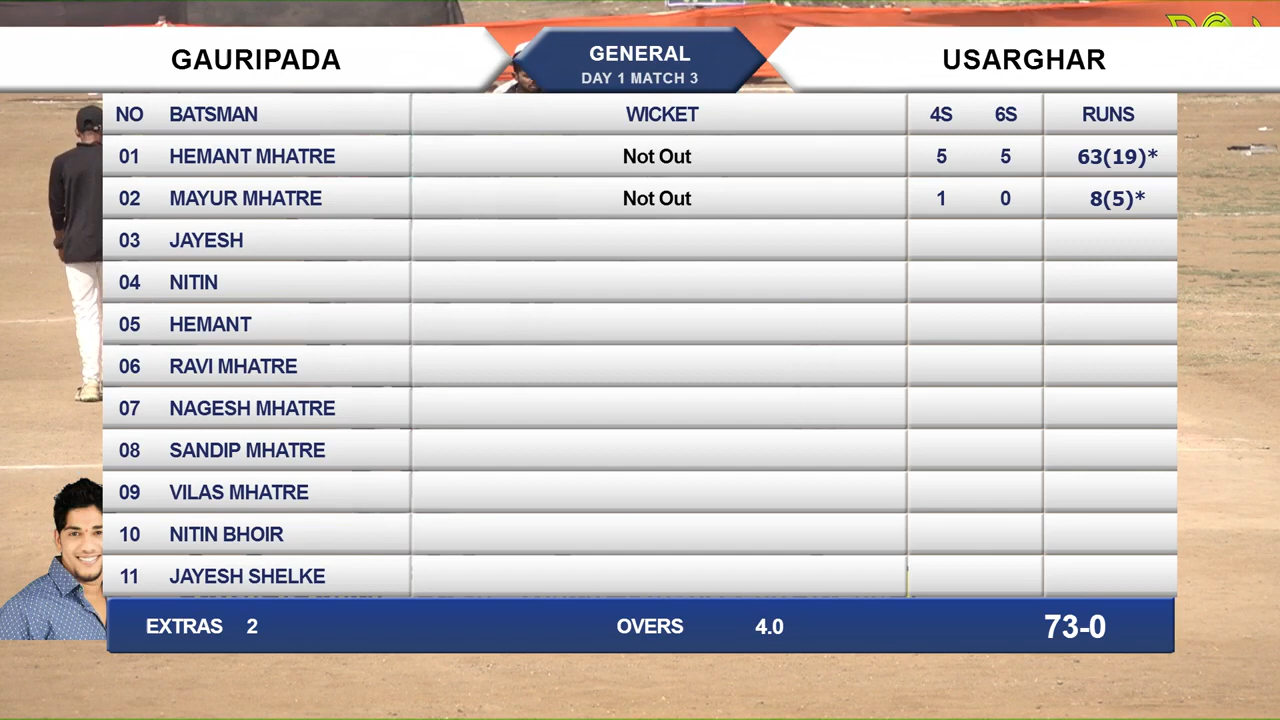 GAURIPADA
GENERAL
DAY 1 MATCH 3
USARGHAR
NO BATSMAN WICKET 4S 6S RUNS
01 HEMANT MHATRE Not Out 5 5 63(19)*
02 MAYUR MHATRE Not Out 1 0 8(5)*
03 JAYESH
04 NITIN
05 HEMANT
06 RAVI MHATRE
07 NAGESH MHATRE
08 SANDIP MHATRE
09 VILAS MHATRE
10 NITIN BHOIR
11 JAYESH SHELKE
EXTRAS 2 OVERS 4.0 73-0